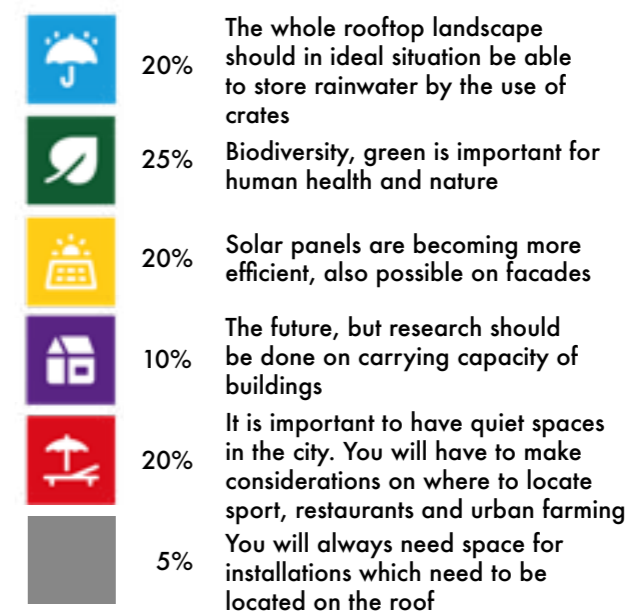 The whole rooftop landscape
should in ideal situation be able
20%
to store rainwater by the use of
crates
25%
Biodiversity, green is important for
human health and nature
20%
Solar panels are becoming more
efficient, also possible on facades
The future, but research should
10%
be done on carrying capacity of
buildings
It is important to have quiet spaces
in the city. You will have to make
20%
considerations on where to locate
sport, restaurants and urban farming
You will always need space for
5%
installations which need to be
located on the roof